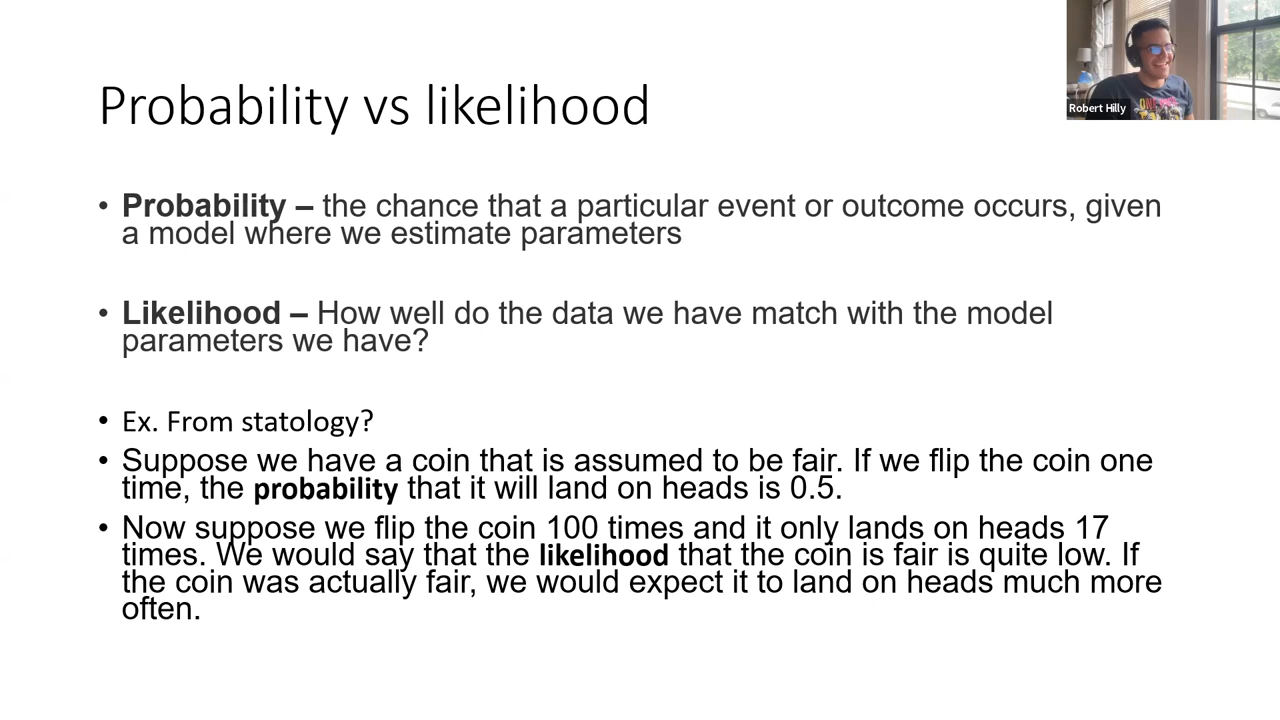 Probability vs likelihood
Robert Hilly
• Probability – the chance that a particular event or outcome occurs, given
a model where we estimate parameters
• Likelihood – How well do the data we have match with the model
parameters we have?
• Ex. From statology?
• Suppose we have a coin that is assumed to be fair. If we flip the coin one
time, the probability that it will land on heads is 0.5.
• Now suppose we flip the coin 100 times and it only lands on heads 17
times. We would say that the likelihood that the coin is fair is quite low. If
the coin was actually fair, we would expect it to land on heads much more
often.